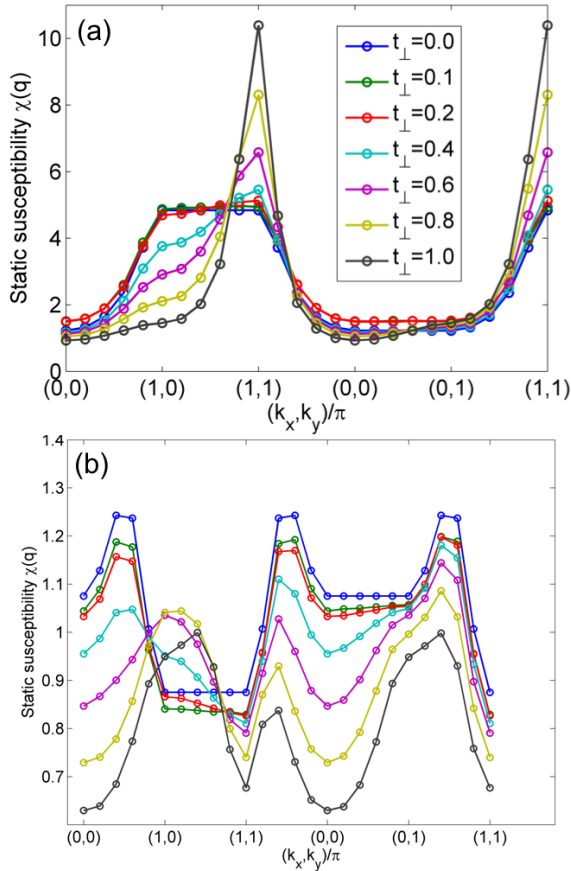 (a)
Static susceptibility χ(q)
10
8
6
4
2
0
t⊥=0.0
t⊥=0.1
t⊥=0.2
t⊥=0.4
t⊥=0.6
t⊥=0.8
t⊥=1.0
(0,0) (1,0) (1,1) (0,0) (0,1) (1,1)
(kx,ky)/π
(b)
Static susceptibility χ(q)
1.4
1.3
1.2
1.1
1
0.9
0.8
0.7
(0,0) (1,0) (1,1) (0,0) (0,1) (1,1)
(kx,ky)/π